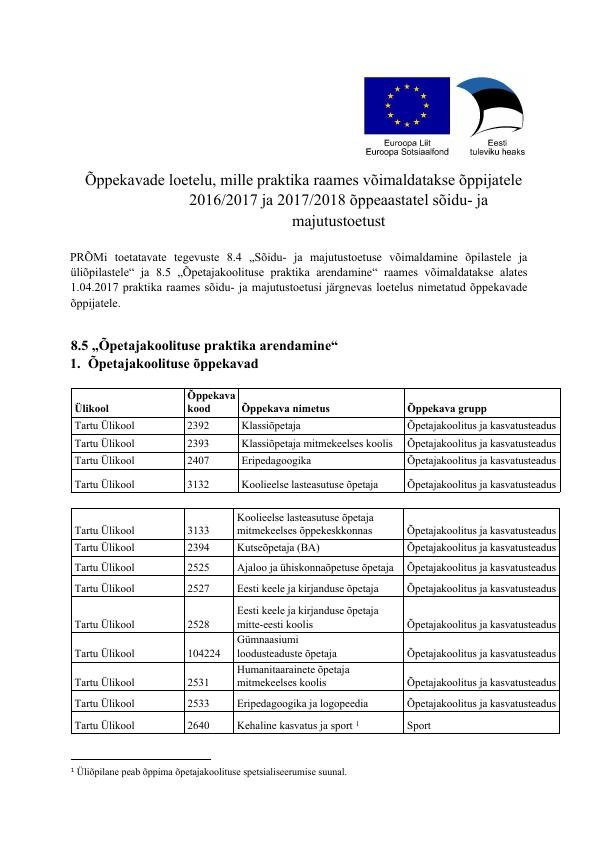 Euroopa Liit
Euroopa Sotsiaalfond
Eesti
tuleviku heaks
Õppekavade loetelu, mille praktika raames võimaldatakse õppijatele
2016/2017 ja 2017/2018 õppeaastatel sõidu- ja
majutustoetust
PRÕMi toetatavate tegevuste 8.4 „Sõidu- ja majutustoetuse võimaldamine õpilastele ja
üliõpilastele“ ja 8.5 „Õpetajakoolituse praktika arendamine“ raames võimaldatakse alates
1.04.2017 praktika raames sõidu- ja majutustoetusi järgnevas loetelus nimetatud õppekavade
õppijatele.
8.5 „Õpetajakoolituse praktika arendamine“
1. Õpetajakoolituse õppekavad
Ülikool Õppekava kood Õppekava nimetus Õppekava grupp
Tartu Ülikool 2392 Klassiõpetaja Õpetajakoolitus ja kasvatusteadus
Tartu Ülikool 2393 Klassiõpetaja mitmekeelses koolis Õpetajakoolitus ja kasvatusteadus
Tartu Ülikool 2407 Eripedagoogika Õpetajakoolitus ja kasvatusteadus
Tartu Ülikool 3132 Koolieelse lasteasutuse õpetaja Õpetajakoolitus ja kasvatusteadus
Koolieelse lasteasutuse õpetaja
Tartu Ülikool 3133 mitmekeelses õppekeskkonnas Õpetajakoolitus ja kasvatusteadus
Tartu Ülikool 2394 Kutseõpetaja (BA) Õpetajakoolitus ja kasvatusteadus
Tartu Ülikool 2525 Ajaloo ja ühiskonnaõpetuse õpetaja Õpetajakoolitus ja kasvatusteadus
Tartu Ülikool 2527 Eesti keele ja kirjanduse õpetaja Õpetajakoolitus ja kasvatusteadus
Eesti keele ja kirjanduse õpetaja
Tartu Ülikool 2528 mitte-eesti koolis Õpetajakoolitus ja kasvatusteadus
Gümnaasiumi
Tartu Ülikool 104224 loodusteaduste õpetaja Õpetajakoolitus ja kasvatusteadus
Humanitaarainete õpetaja
Tartu Ülikool 2531 mitmekeelses koolis Õpetajakoolitus ja kasvatusteadus
Tartu Ülikool 2533 Eripedagoogika ja logopeedia Õpetajakoolitus ja kasvatusteadus
Tartu Ülikool 2640 Kehaline kasvatus ja sport ¹ Sport
¹ Üliõpilane peab õppima õpetajakoolituse spetsialiseerumise suunal.